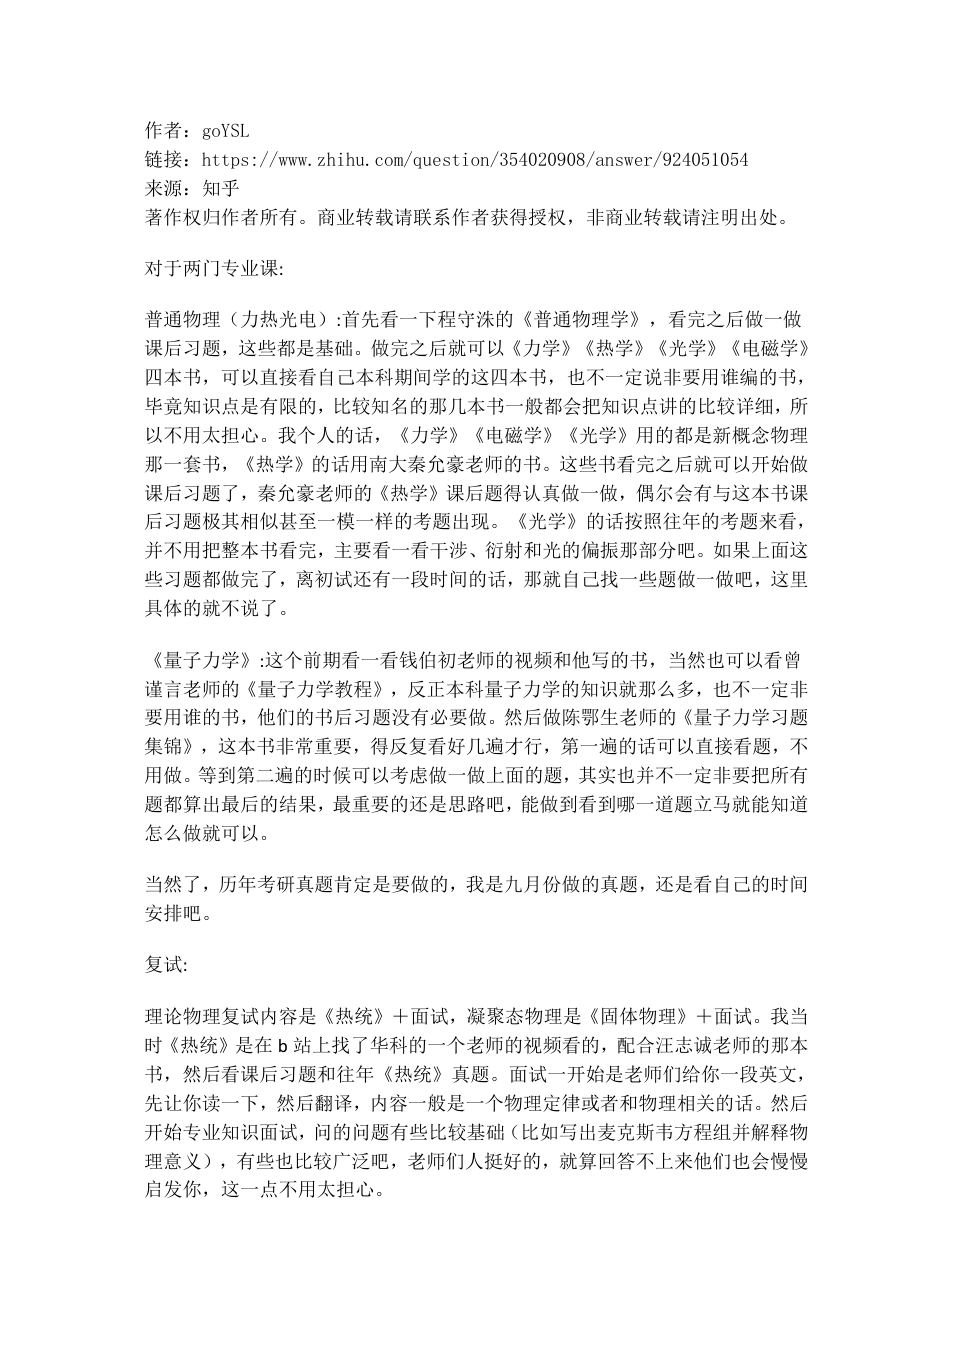 作者：goYSL
链接：https://www.zhihu.com/question/354020908/answer/924051054
来源：知乎
著作权归作者所有。商业转载请联系作者获得授权，非商业转载请注明出处。
对于两门专业课:
普通物理（力热光电）:首先看一下程守洙的《普通物理学》，看完之后做一做
课后习题，这些都是基础。做完之后就可以《力学》《热学》《光学》《电磁学》
四本书，可以直接看自己本科期间学的这四本书，也不一定说非要用谁编的书，
毕竟知识点是有限的，比较知名的那几本书一般都会把知识点讲的比较详细，所
以不用太担心。我个人的话，《力学》《电磁学》《光学》用的都是新概念物理
那一套书，《热学》的话用南大秦允豪老师的书。这些书看完之后就可以开始做
课后习题了，秦允豪老师的《热学》课后题得认真做一做，偶尔会有与这本书课
后习题极其相似甚至一模一样的考题出现。《光学》的话按照往年的考题来看，
并不用把整本书看完，主要看一看干涉、衍射和光的偏振那部分吧。如果上面这
些习题都做完了，离初试还有一段时间的话，那就自己找一些题做一做吧，这里
具体的就不说了。
《量子力学》:这个前期看一看钱伯初老师的视频和他写的书，当然也可以看曾
谨言老师的《量子力学教程》，反正本科量子力学的知识就那么多，也不一定非
要用谁的书，他们的书后习题没有必要做。然后做陈鄂生老师的《量子力学习题
集锦》，这本书非常重要，得反复看好几遍才行，第一遍的话可以直接看题，不
用做。等到第二遍的时候可以考虑做一做上面的题，其实也并不一定非要把所有
题都算出最后的结果，最重要的还是思路吧，能做到看到哪一道题立马就能知道
怎么做就可以。
当然了，历年考研真题肯定是要做的，我是九月份做的真题，还是看自己的时间
安排吧。
复试:
理论物理复试内容是《热统》＋面试，凝聚态物理是《固体物理》＋面试。我当
时《热统》是在 b 站上找了华科的一个老师的视频看的，配合汪志诚老师的那本
书，然后看课后习题和往年《热统》真题。面试一开始是老师们给你一段英文，
先让你读一下，然后翻译，内容一般是一个物理定律或者和物理相关的话。然后
开始专业知识面试，问的问题有些比较基础（比如写出麦克斯韦方程组并解释物
理意义），有些也比较广泛吧，老师们人挺好的，就算回答不上来他们也会慢慢
启发你，这一点不用太担心。